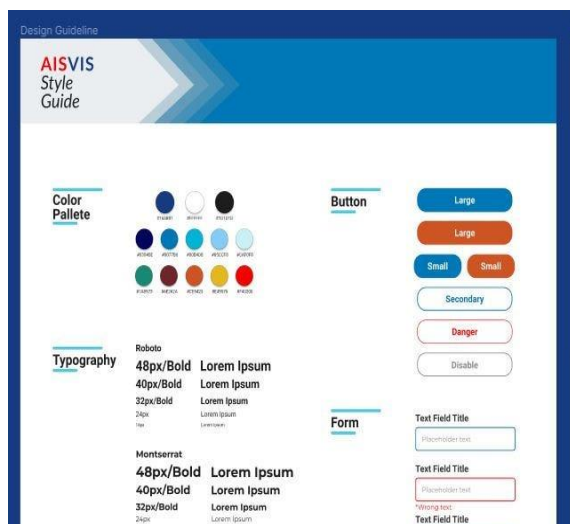 Design Guideline
AISVIS
Style
Guide
Color
Pallete
Button
Large
Large
Small Small
Secondary
Danger
Disable
Typography
Roboto
48px/Bold Lorem Ipsum
40px/Bold Lorem Ipsum
32px/Bold Lorem Ipsum
24px Lorem Ipsum
Montserrat
48px/Bold Lorem Ipsum
40px/Bold Lorem Ipsum
32px/Bold Lorem Ipsum
24px Lorem Ipsum
Form
Text Field Title
Placeholder text
Text Field Title
Placeholder text
*Wrong text
Text Field Title